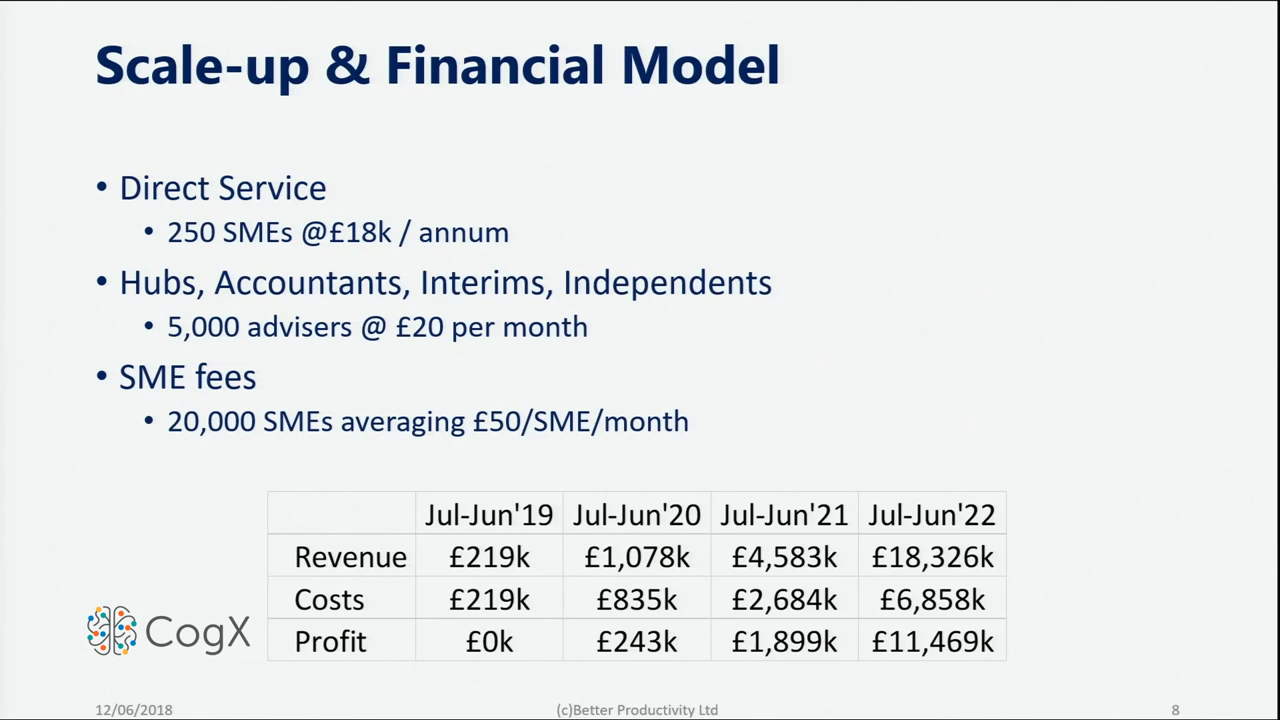 Scale-up & Financial Model
• Direct Service
• 250 SMEs @£18k / annum
• Hubs, Accountants, Interims, Independents
• 5,000 advisers @ £20 per month
• SME fees
• 20,000 SMEs averaging £50/SME/month
Jul-Jun'19 Jul-Jun'20 Jul-Jun'21 Jul-Jun'22
Revenue £219k £1,078k £4,583k £18,326k
Costs £219k £835k £2,684k £6,858k
Profit £0k £243k £1,899k £11,469k
CogX
12/06/2018 (c)Better Productivity Ltd 8